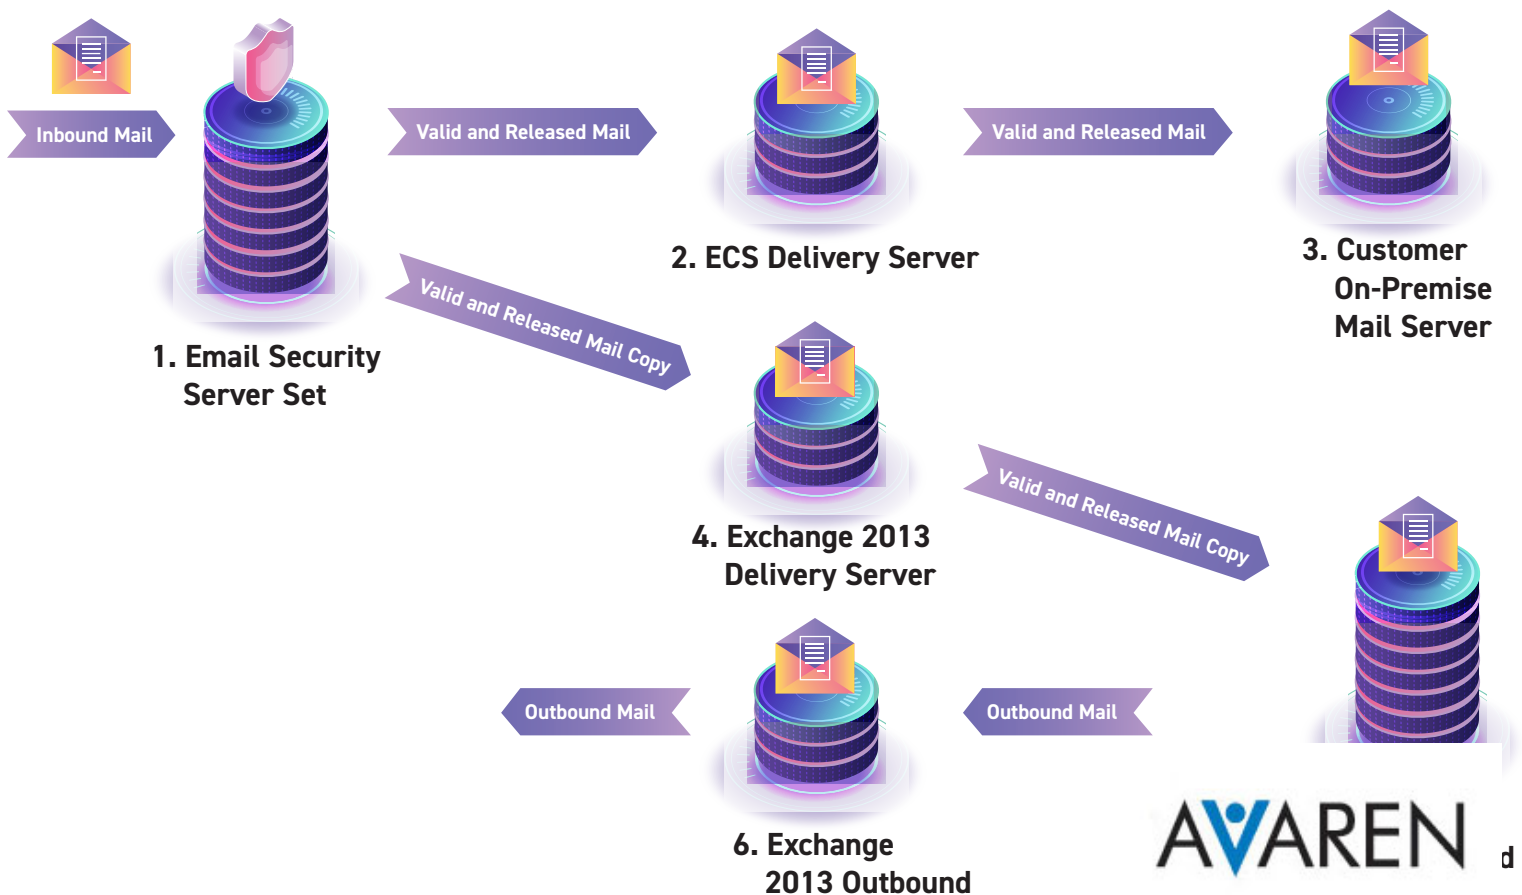 Inbound Mail
Valid and Released Mail
Valid and Released Mail
2. ECS Delivery Server
3. Customer
On-Premise
Mail Server
Valid and Released Mail Copy
1. Email Security
Server Set
4. Exchange 2013
Delivery Server
Valid and Released Mail Copy
Outbound Mail
Outbound Mail
6. Exchange
2013 Outbound
AVAREN
d